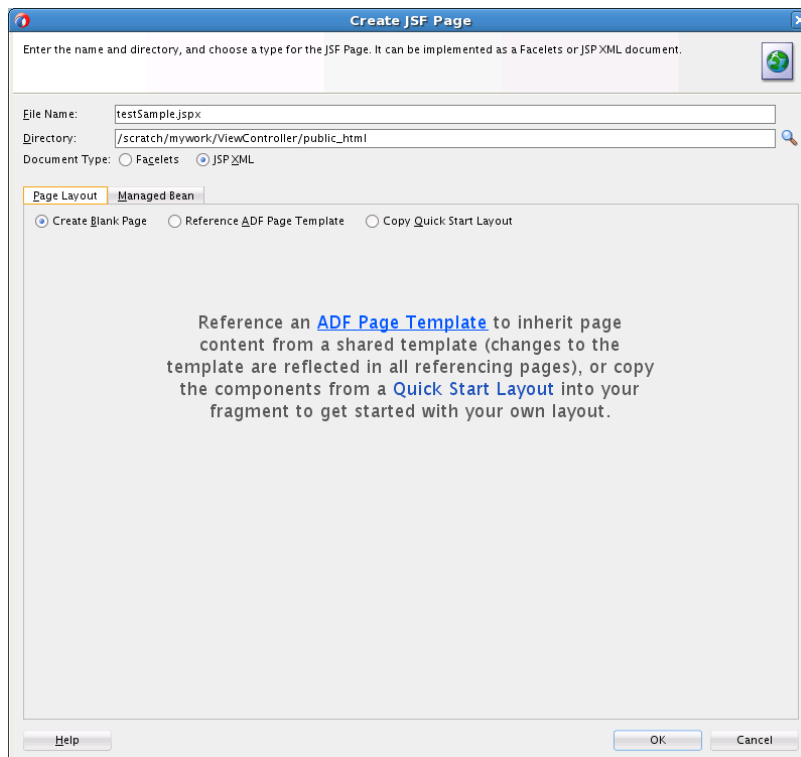 Create JSF Page
Enter the name and directory, and choose a type for the JSF Page. It can be implemented as a Facelets or JSP XML document.
File Name: testSample.jspx
Directory: /scratch/mywork/ViewController/public_html
Document Type: Facelets JSP XML
Page Layout Managed Bean
Create Blank Page Reference ADF Page Template Copy Quick Start Layout
Reference an ADF Page Template to inherit page
content from a shared template (changes to the
template are reflected in all referencing pages), or copy
the components from a Quick Start Layout into your
fragment to get started with your own layout.
Help OK Cancel